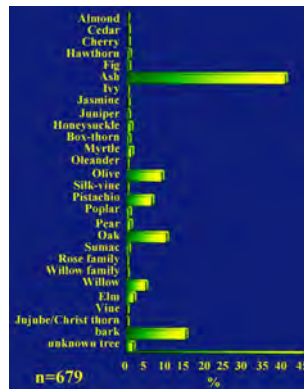 Almond
Cedar
Cherry
Hawthorn
Fig
Ash
Ivy
Jasmine
Juniper
Honeysuckle
Box-thorn
Myrtle
Oleander
Olive
Silk-vine
Pistachio
Poplar
Pear
Oak
Sumac
Rose family
Willow family
Willow
Elm
Vine
Jujube/Christ thorn
bark
unknown tree
0 5 10 15 20 25 30 35 40 45
n=679
%